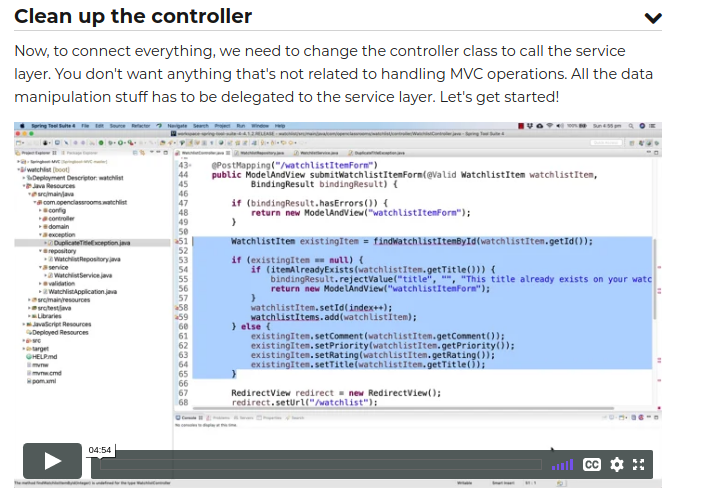 Clean up the controller
Now, to connect everything, we need to change the controller class to call the service
layer. You don't want anything that's not related to handling MVC operations. All the data
manipulation stuff has to be delegated to the service layer. Let's get started!
Spring Tool Suite 4 File Edit Source Refactor Navigate Search Project Run Window Help
watchlist [boot]
Deployment Descriptor: watchlist
Java Resources
src/main/java
com.openclassrooms.watchlist
config
controller
domain
exception
DuplicateTitleException.java
repository
WatchlistRepository.java
service
WatchlistService.java
validation
WatchlistApplication.java
src/main/resources
src/test/java
Libraries
JavaScript Resources
Deployed Resources
src
target
HELP.md
mvnw
mvnw.cmd
pom.xml
43 @PostMapping("/watchlistItemForm")
44 public ModelAndView submitWatchlistItemForm(@Valid WatchlistItem watchlistItem,
45 BindingResult bindingResult) {
46
47 if (bindingResult.hasErrors()) {
48 return new ModelAndView("watchlistItemForm");
49 }
50
51 WatchlistItem existingItem = findWatchlistItemById(watchlistItem.getId());
52
53 if (existingItem == null) {
54 if (itemAlreadyExists(watchlistItem.getTitle())) {
55 bindingResult.rejectValue("title", "", "This title already exists on your watc
56 return new ModelAndView("watchlistItemForm");
57 }
58 watchlistItem.setId(index++);
59 watchlistItems.add(watchlistItem);
60 } else {
61 existingItem.setComment(watchlistItem.getComment());
62 existingItem.setPriority(watchlistItem.getPriority());
63 existingItem.setRating(watchlistItem.getRating());
64 existingItem.setTitle(watchlistItem.getTitle());
65 }
66
67 RedirectView redirect = new RedirectView();
68 redirect.setUrl("/watchlist");
04:54
CC